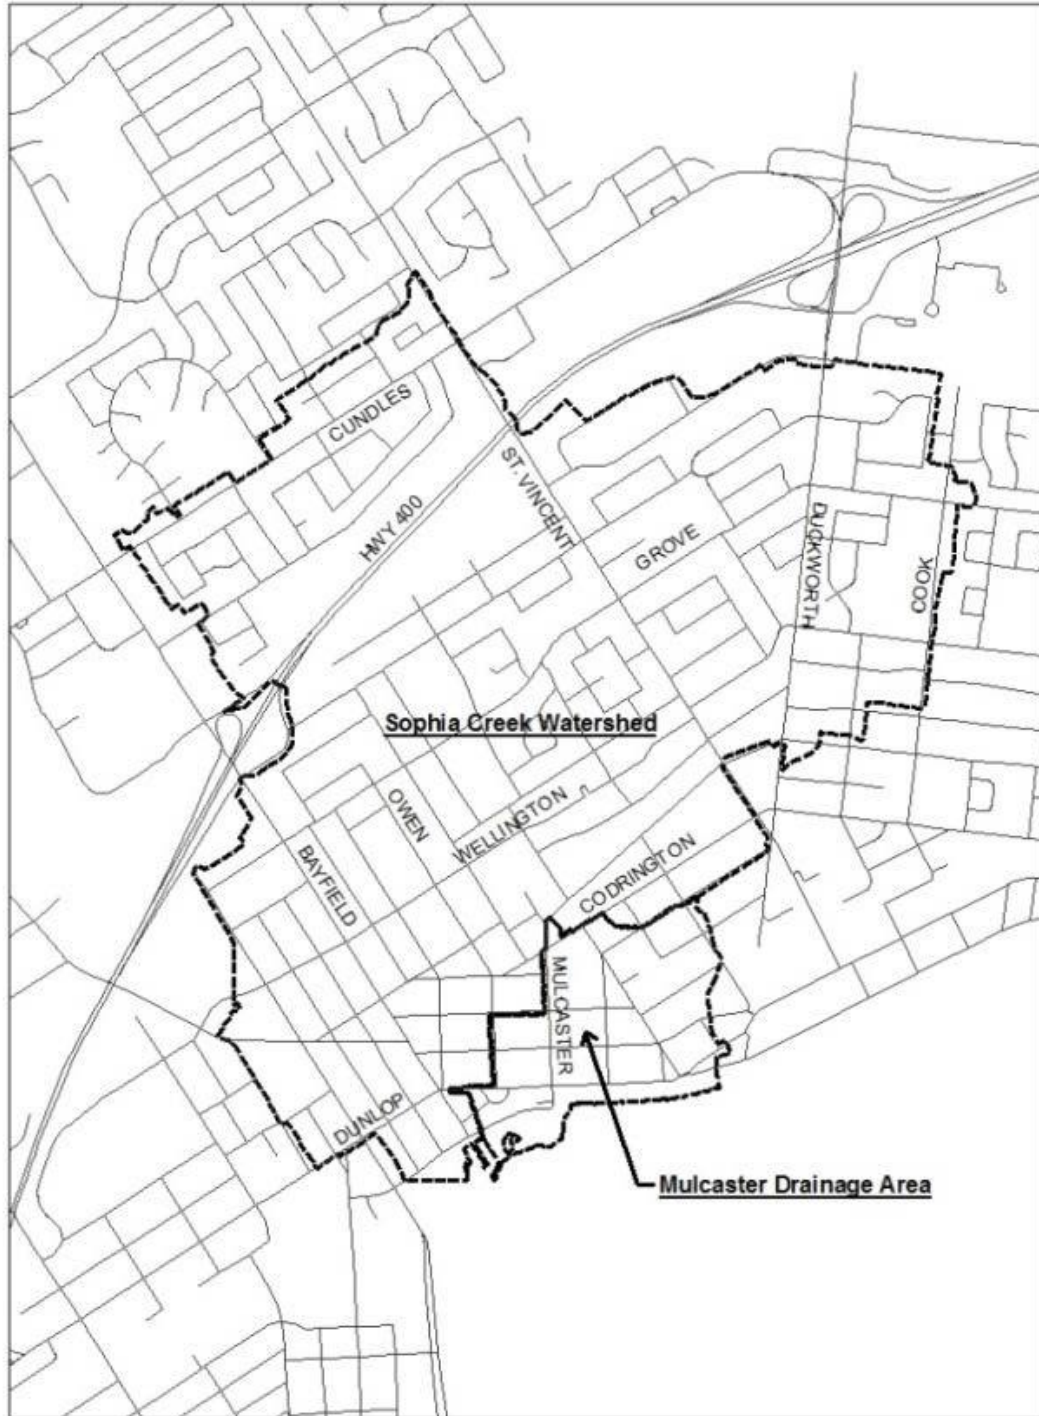 CUNDLES
HWY 400
ST. VINCENT
GROVE
DUCKWORTH
COOK
Sophia Creek Watershed
OWEN
WELLINGTON
BAYFIELD
CODRINGTON
MULCASTER
DUNLOP
Mulcaster Drainage Area